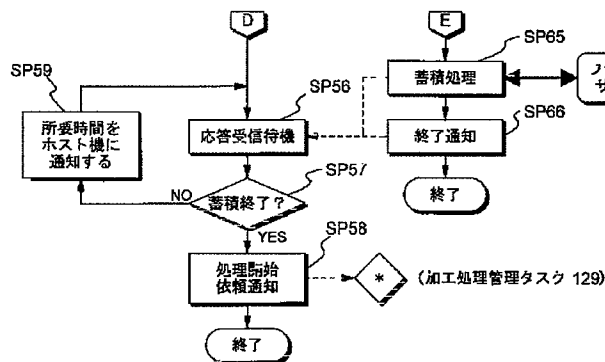 D
E
SP65
SP59
蓄積処理
SP56
SP66
所要時間を
ホスト機に
通知する
応答受信待機
終了通知
SP57
NO
蓄積終了?
終了
YES
SP58
処理開始
依頼通知
*
(加工処理管理タスク 129)
終了